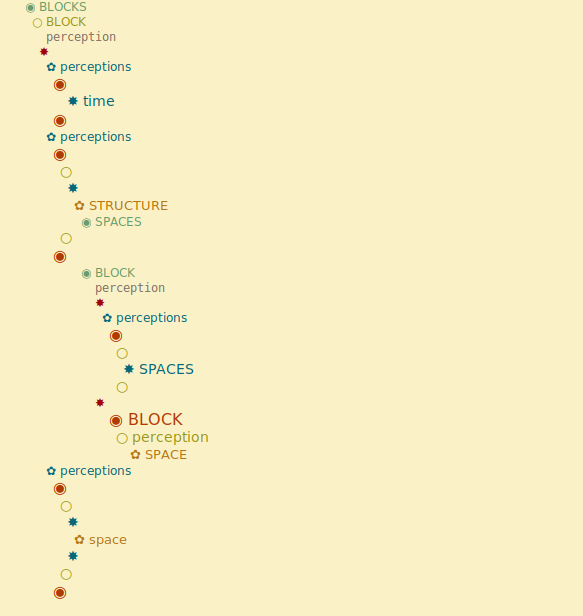 ◉ BLOCKS
○ BLOCK
perception
✸
✿ perceptions
◉
✸ time
◉
✿ perceptions
◉
○
✸
✿ STRUCTURE
◉ SPACES
○
◉
◉ BLOCK
perception
✸
✿ perceptions
◉
○
✸ SPACES
○
✸
◉ BLOCK
○ perception
✿ SPACE
✿ perceptions
◉
○
✸
✿ space
✸
○
◉